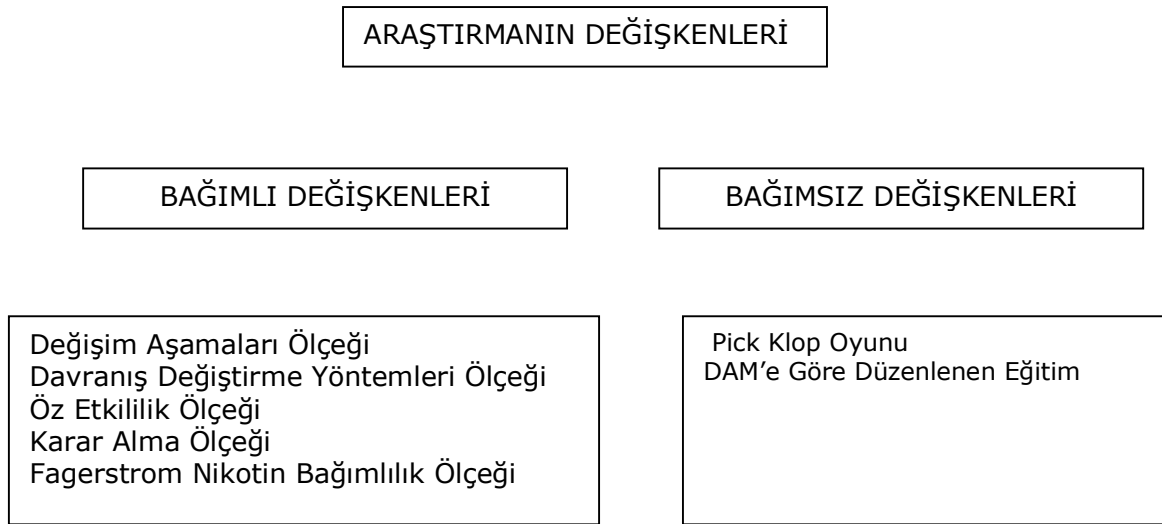 ARAŞTIRMANIN DEĞİŞKENLERİ
BAĞIMLI DEĞİŞKENLERİ
BAĞIMSIZ DEĞİŞKENLERİ
Değişim Aşamaları Ölçeği
Davranış Değiştirme Yöntemleri Ölçeği
Öz Etkililik Ölçeği
Karar Alma Ölçeği
Fagerstrom Nikotin Bağımlılık Ölçeği
Pick Klop Oyunu
DAM’e Göre Düzenlenen Eğitim